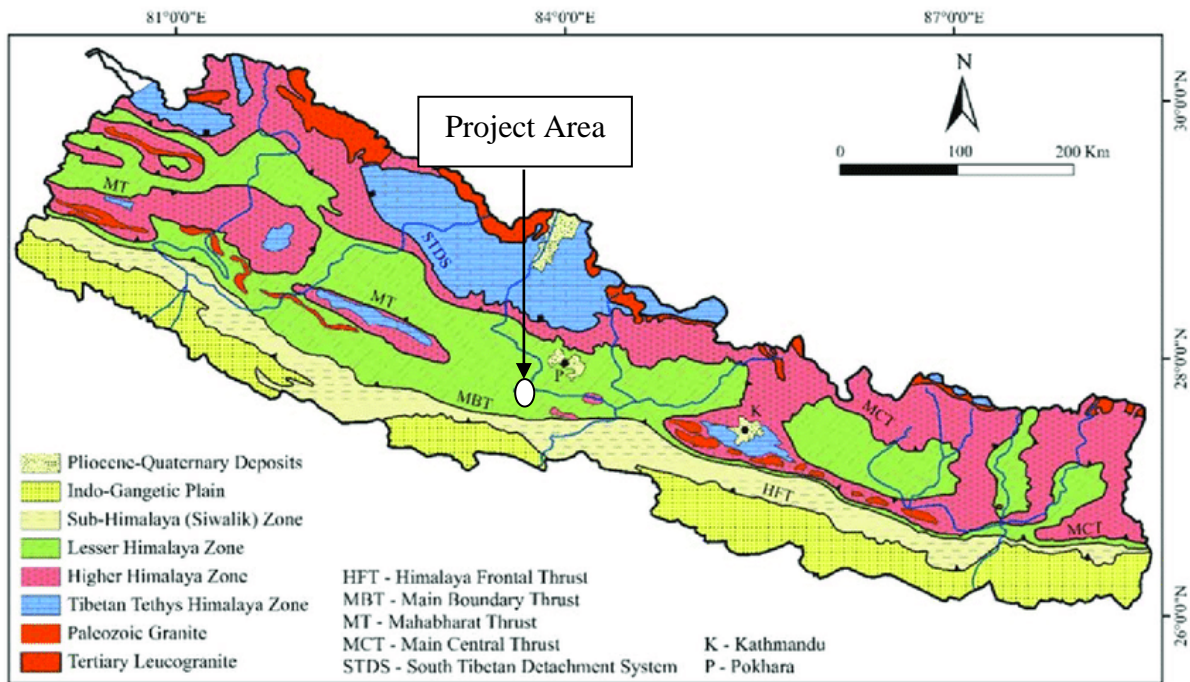 81°0'0"E 84°0'0"E 87°0'0"E
N
Project Area
0 100 200 Km
30°0'0"N
28°0'0"N
26°0'0"N
MT
STDS
MT
P
MBT
K
MCT
HFT
MCT
Pliocene-Quaternary Deposits
Indo-Gangetic Plain
Sub-Himalaya (Siwalik) Zone
Lesser Himalaya Zone
Higher Himalaya Zone
Tibetan Tethys Himalaya Zone
Paleozoic Granite
Tertiary Leucogranite
HFT - Himalaya Frontal Thrust
MBT - Main Boundary Thrust
MT - Mahabharat Thrust
MCT - Main Central Thrust
STDS - South Tibetan Detachment System
K - Kathmandu
P - Pokhara